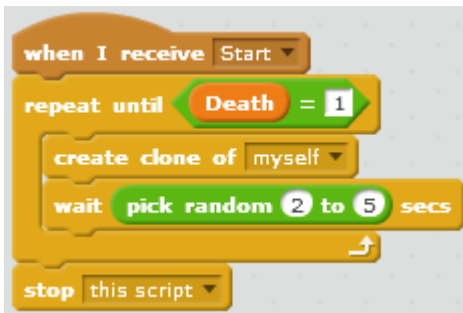 when I receive Start
repeat until Death = 1
create clone of myself
wait pick random 2 to 5 secs
stop this script